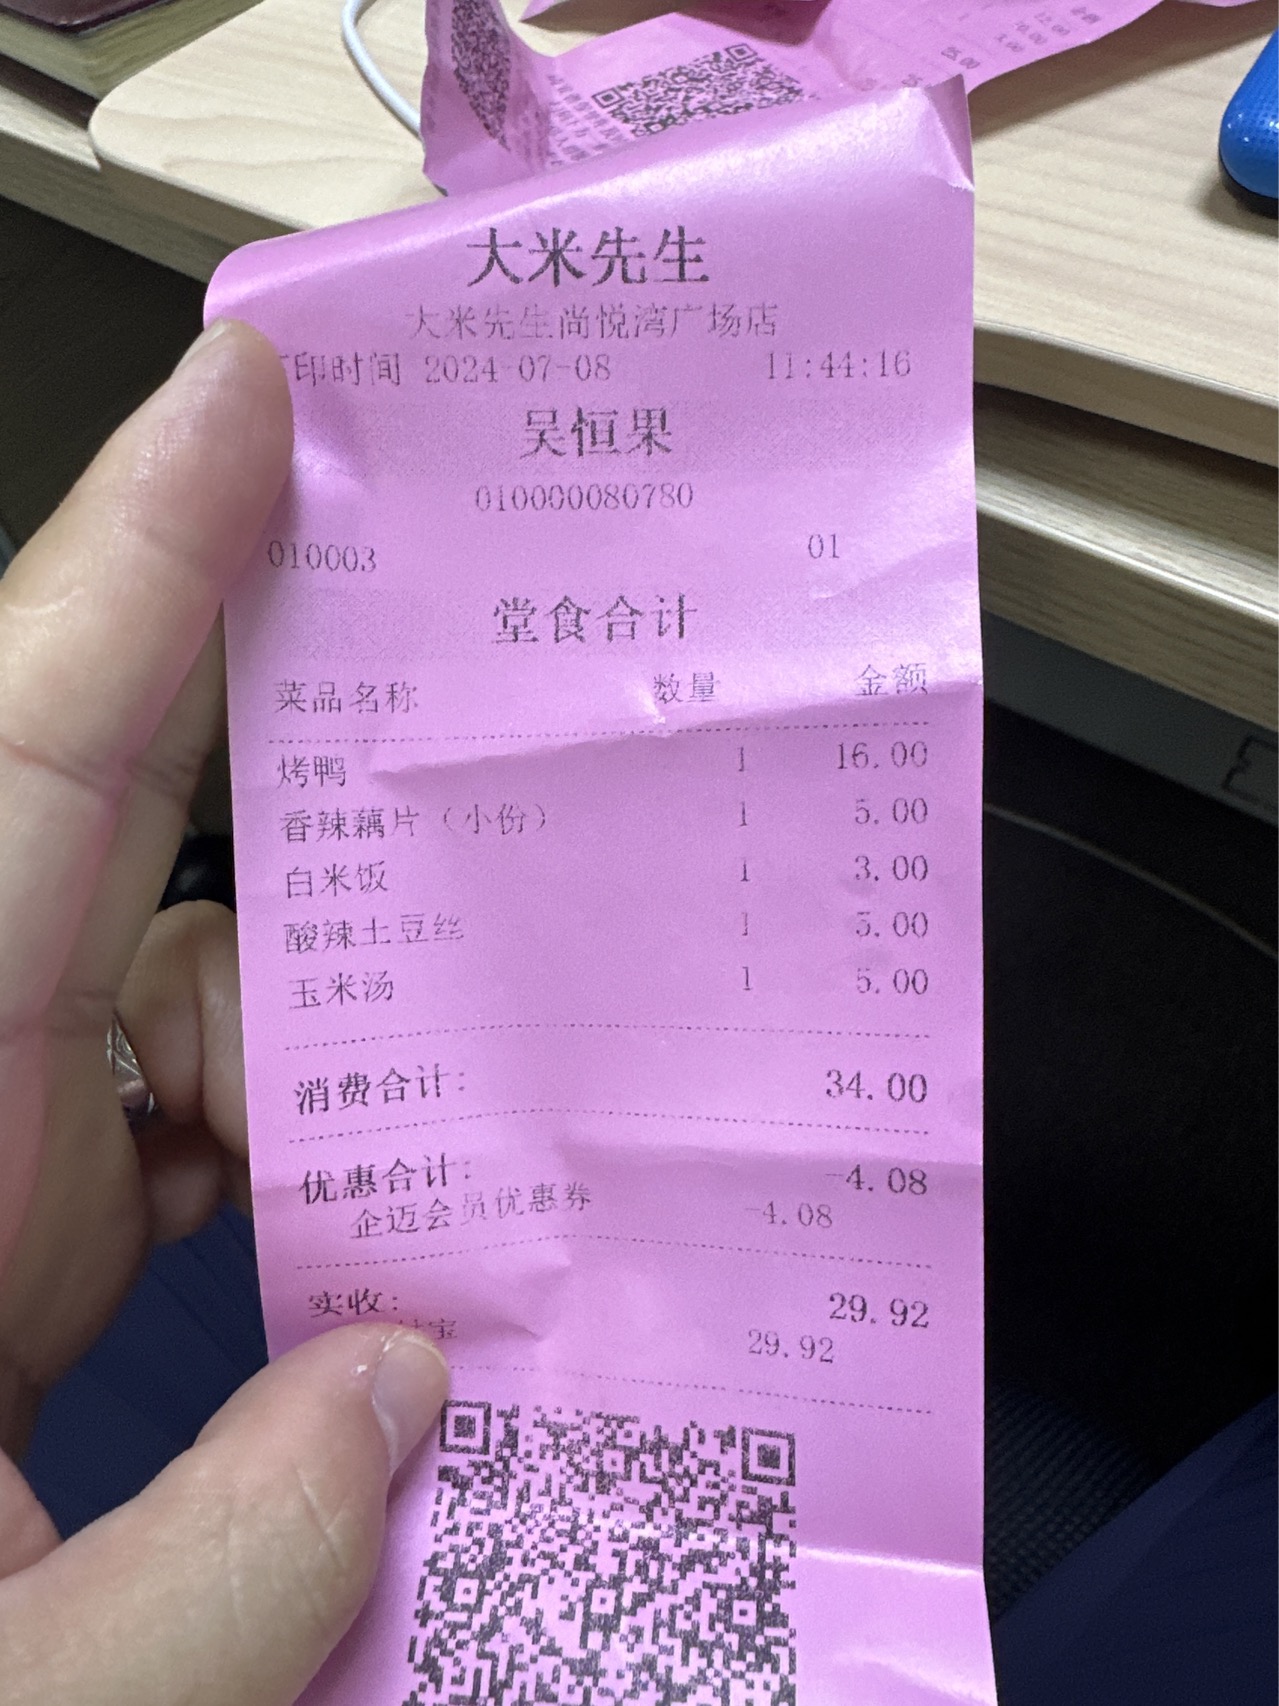 大米先生
大米先生尚悦湾广场店
印时间 2024-07-08 11:44:16
吴恒果
010000080780
010003 01
堂食合计
菜品名称 数量 金额
烤鸭 1 16.00
香辣藕片（小份） 1 5.00
白米饭 1 3.00
酸辣土豆丝 1 5.00
玉米汤 1 5.00
消费合计: 34.00
优惠合计: -4.08
企迈会员优惠券 -4.08
实收: 29.92
付宝 29.92